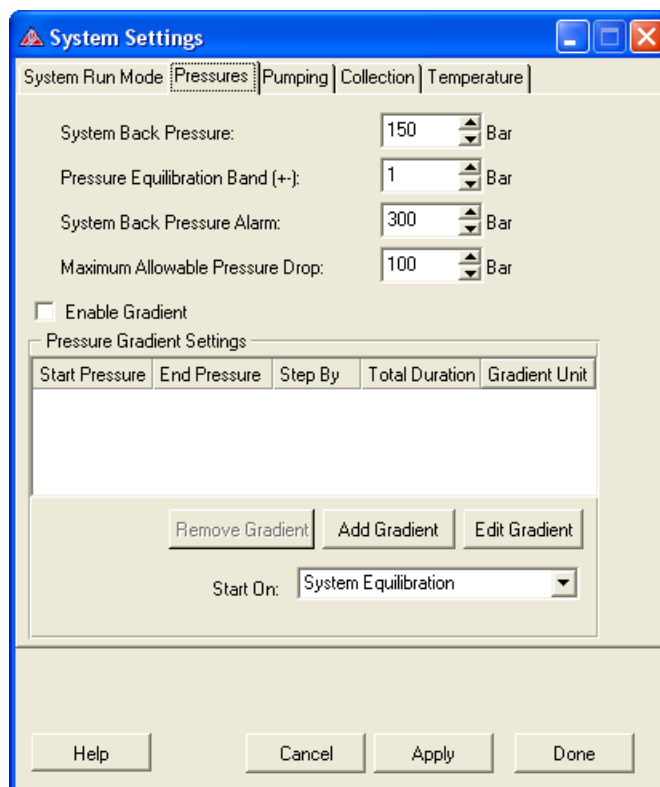 System Settings
System Run Mode Pressures Pumping Collection Temperature
System Back Pressure: 150 Bar
Pressure Equilibration Band (+-): 1 Bar
System Back Pressure Alarm: 300 Bar
Maximum Allowable Pressure Drop: 100 Bar
Enable Gradient
Pressure Gradient Settings
Start Pressure End Pressure Step By Total Duration Gradient Unit
Remove Gradient Add Gradient Edit Gradient
Start On: System Equilibration
Help Cancel Apply Done